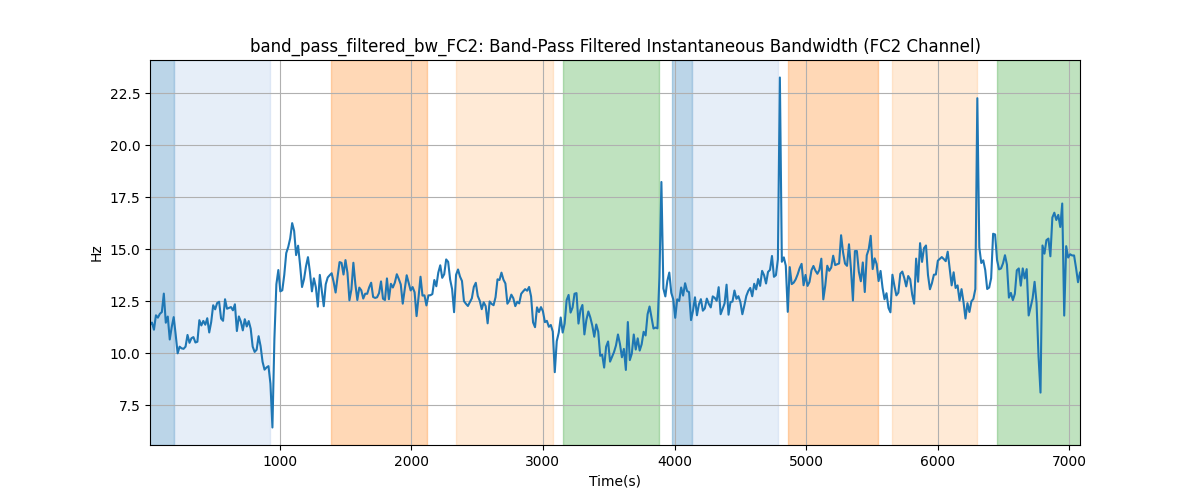 band_pass_filtered_bw_FC2: Band-Pass Filtered Instantaneous Bandwidth (FC2 Channel)
22.5
20.0
17.5
15.0
12.5
10.0
7.5
Hz
1000 2000 3000 4000 5000 6000 7000
Time(s)